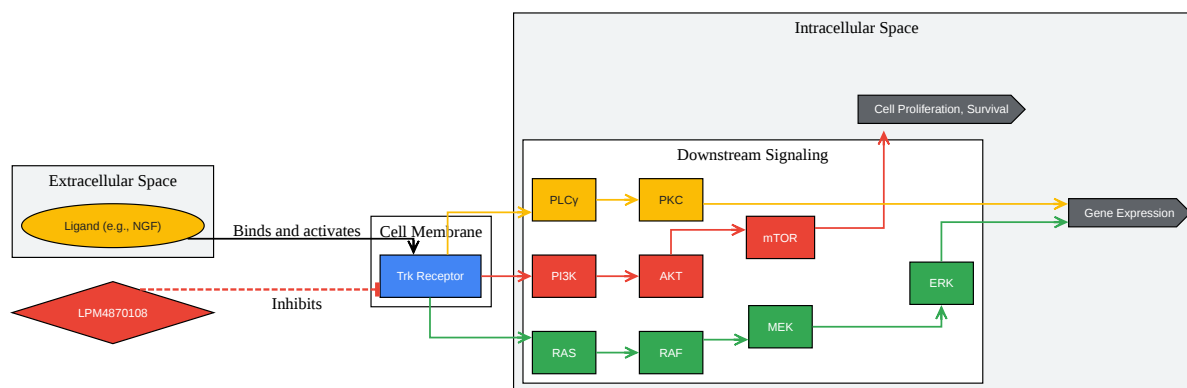 Intracellular Space
Cell Proliferation, Survival
Downstream Signaling
Extracellular Space
PLCγ
PKC
Gene Expression
Ligand (e.g., NGF)
Binds and activates
Cell Membrane
mTOR
Trk Receptor
PI3K
AKT
ERK
Inhibits
LPM4870108
MEK
RAS
RAF